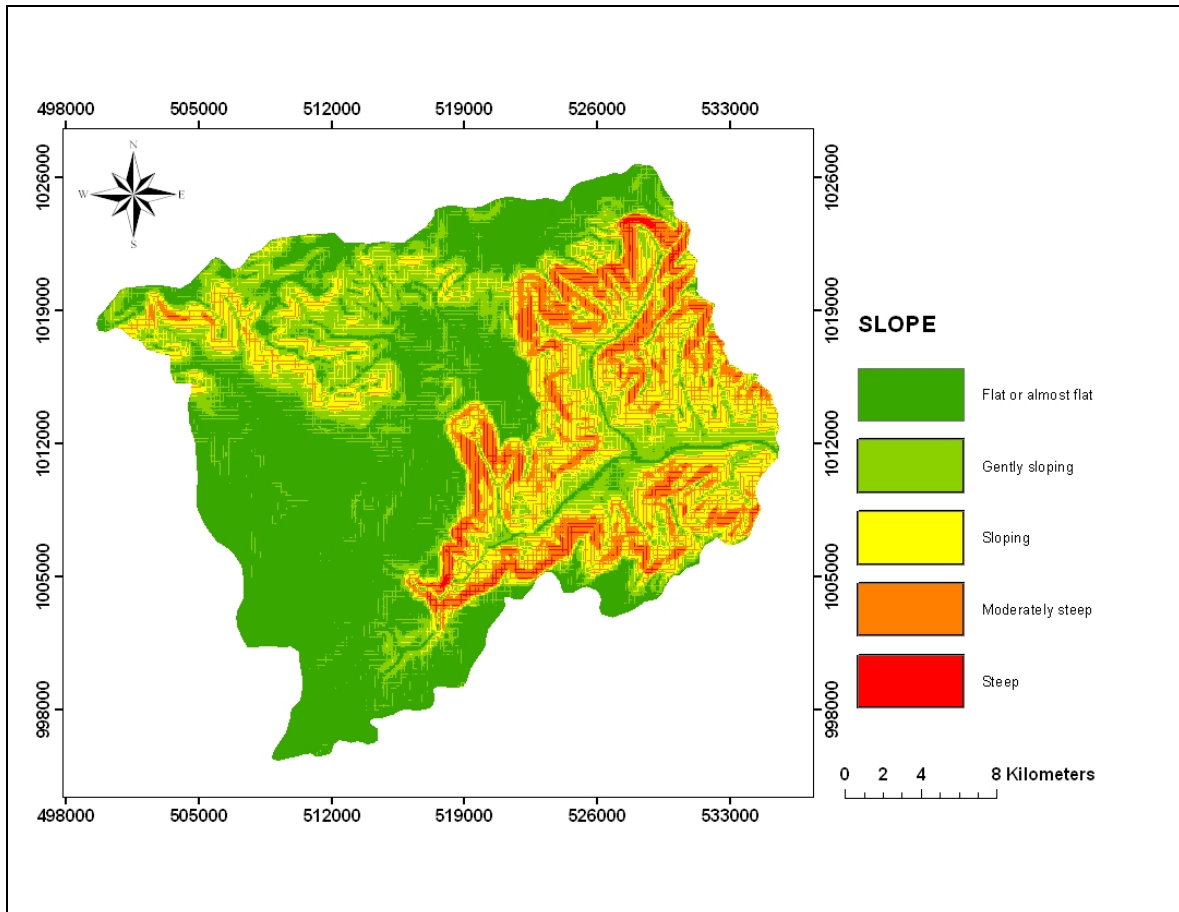 498000 505000 512000 519000 526000 533000
N
W E
S
1026000 1026000
1019000 1019000
1012000 1012000
1005000 1005000
998000 998000
498000 505000 512000 519000 526000 533000
SLOPE
Flat or almost flat
Gently sloping
Sloping
Moderately steep
Steep
0 2 4 8 Kilometers